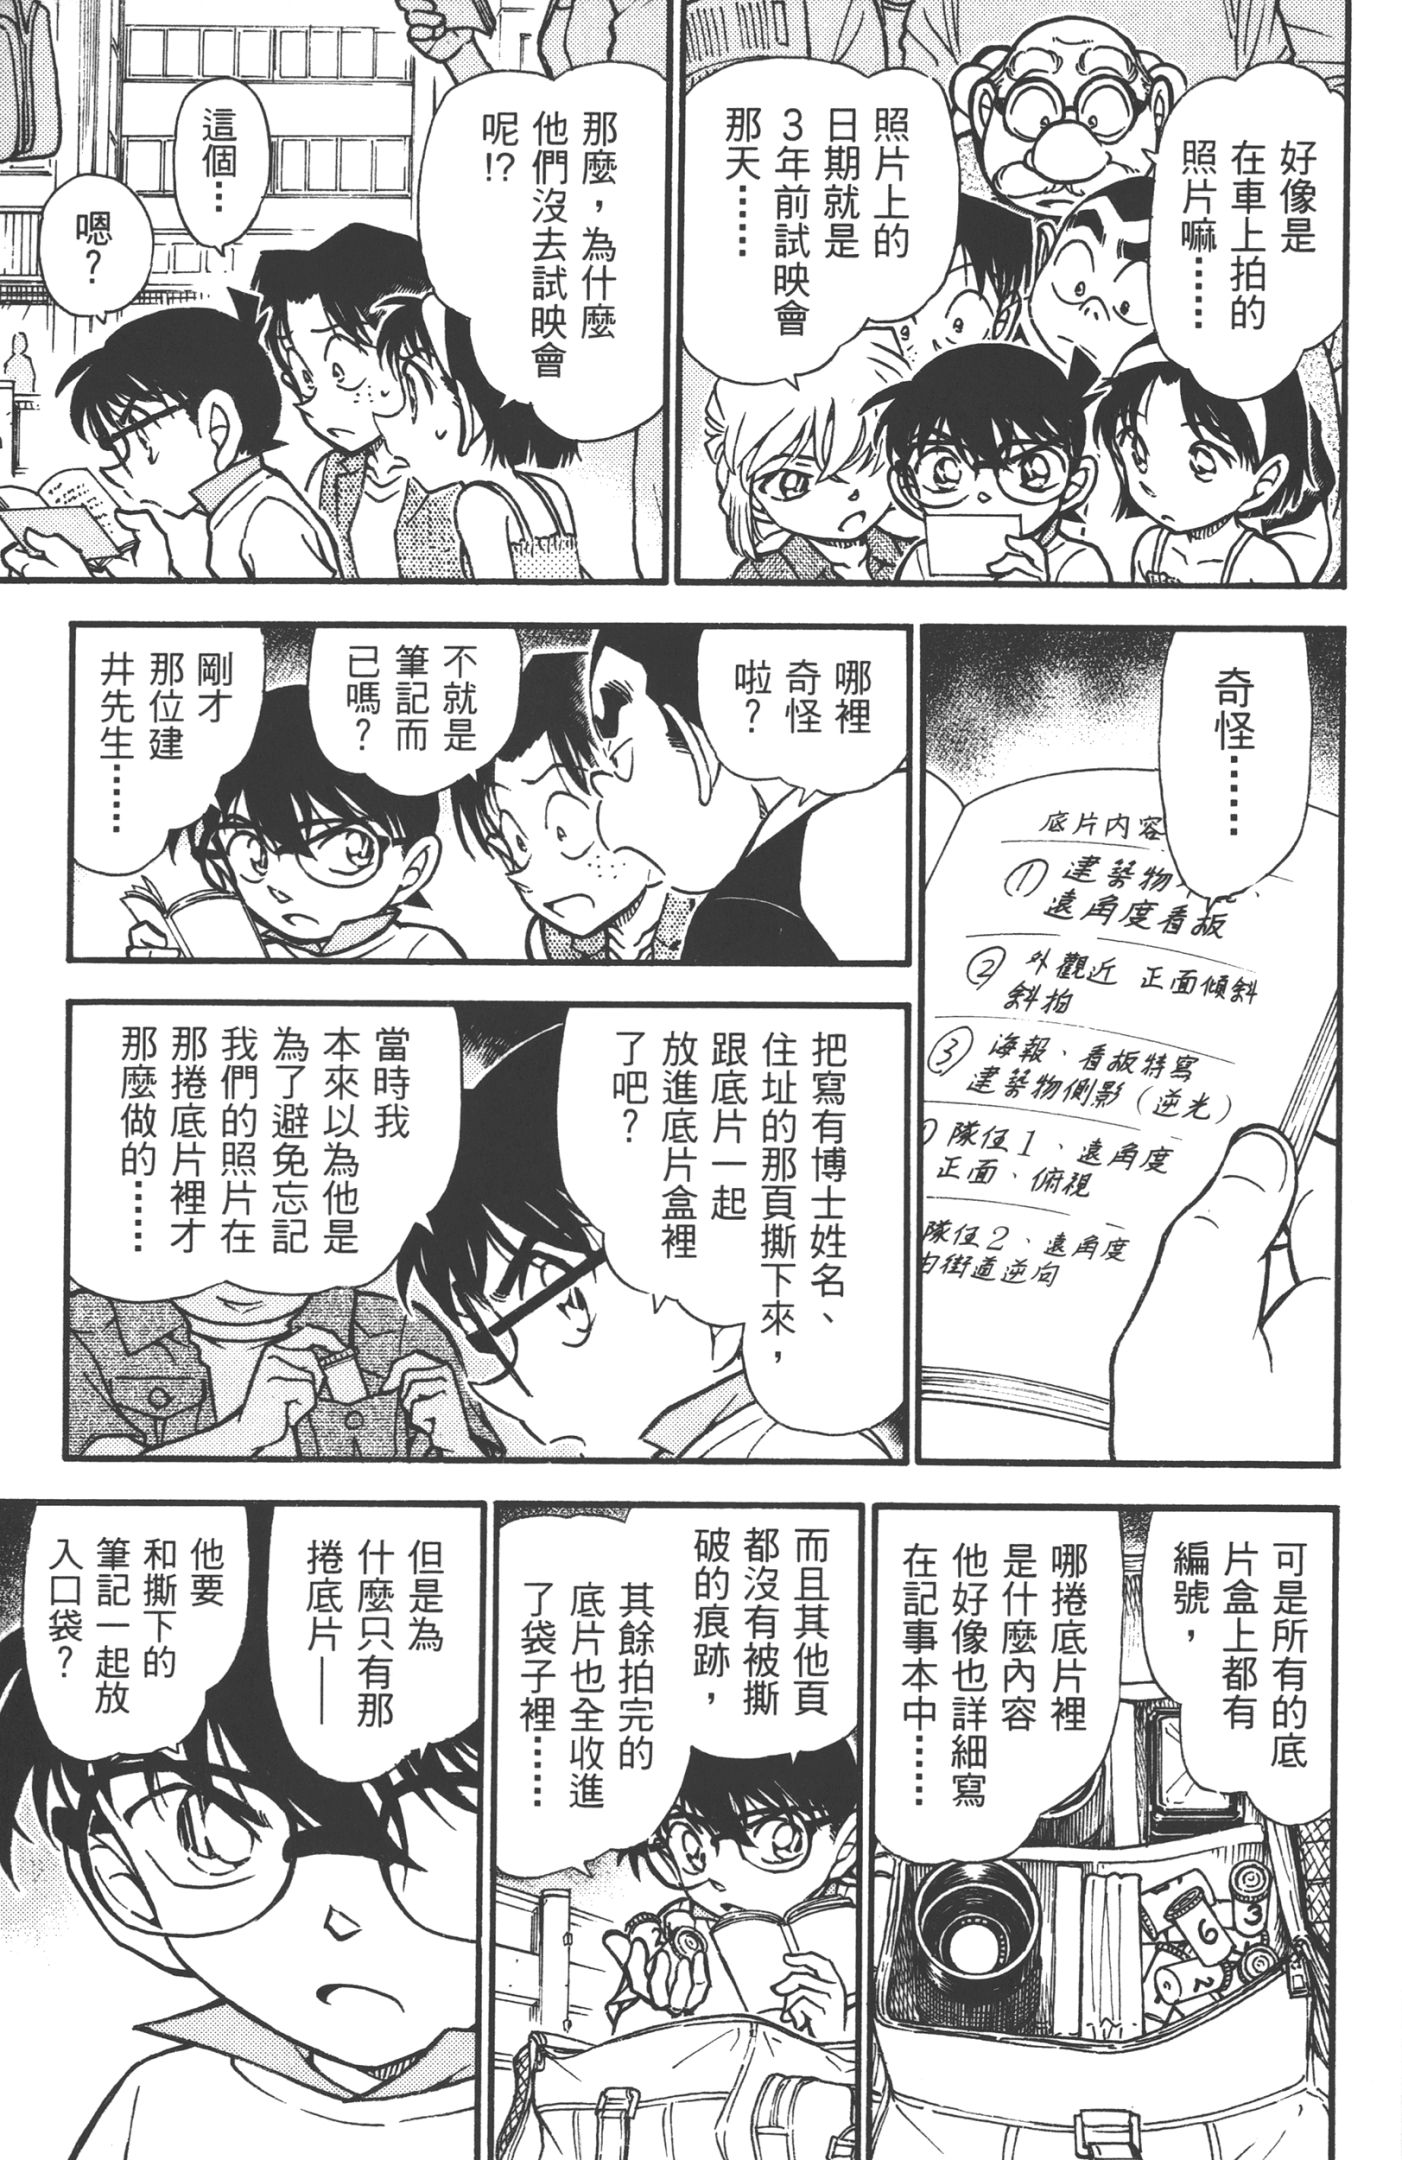 好像是
在車上拍的
照片嘛……
照片上的
日期就是
3年前試映會
那天……
那麼，為什麼
他們沒去試映會
呢!?
這個…
嗯？
奇怪……
底片內容
①建築物
遠角度看板
②外觀近 正面傾斜
斜拍
③海報、看板特寫
建築物側影(逆光)
隊伍1、遠角度
正面、俯視
隊伍2、遠角度
由街道逆向
哪裡
奇怪
啦？
不就是
筆記而
已嗎？
剛才
那位建
井先生……
把寫有博士姓名、
住址的那頁撕下來，
跟底片一起
放進底片盒裡
了吧？
當時我
本來以為他是
為了避免忘記
我們的照片在
那捲底片裡才
那麼做的……
可是所有的底
片盒上都有
編號，
哪捲底片裡
是什麼內容
他好像也詳細寫
在記事本中……
6
3
2
而且其他頁
都沒有被撕
破的痕跡，
其餘拍完的
底片也全收進
了袋子裡……
但是為
什麼只有那
捲底片——
他要
和撕下的
筆記一起放
入口袋？